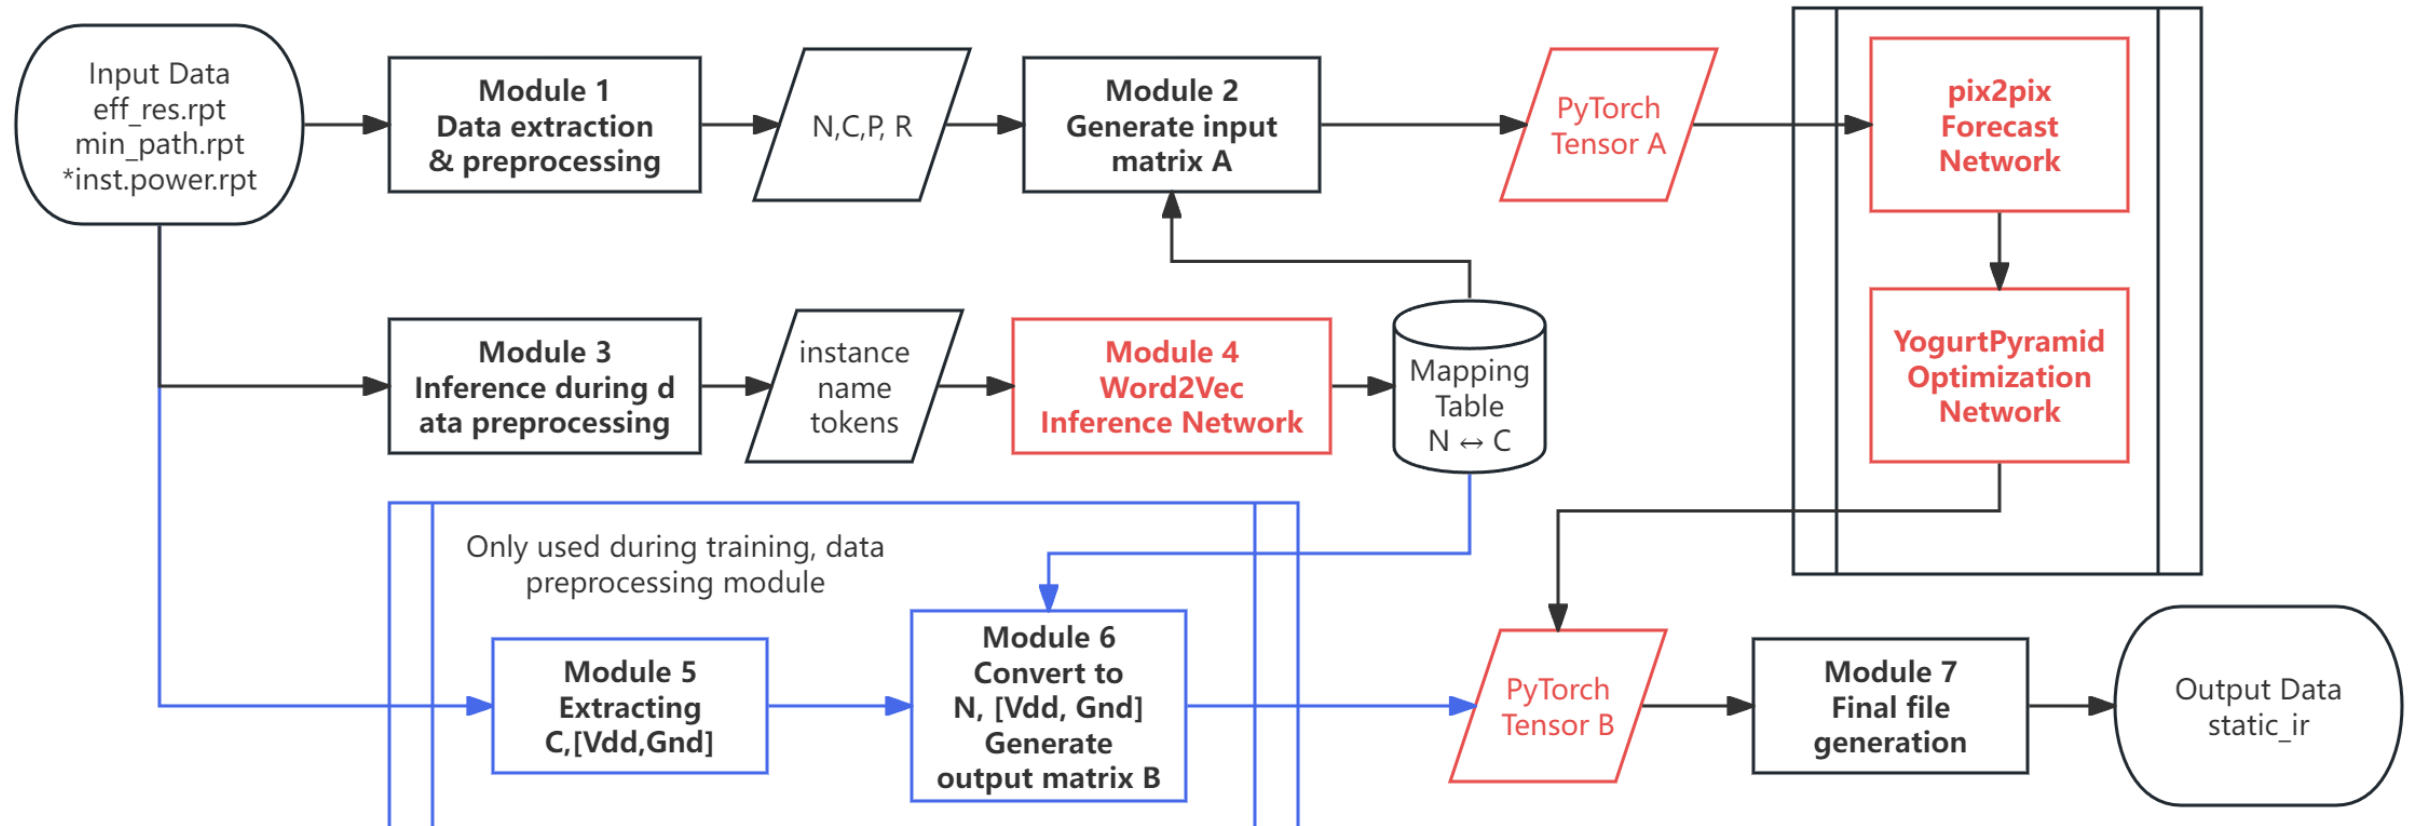 Input Data
eff_res.rpt
min_path.rpt
*inst.power.rpt
Module 1
Data extraction
& preprocessing
N,C,P, R
Module 2
Generate input
matrix A
PyTorch
Tensor A
pix2pix
Forecast
Network
Module 3
Inference during d
ata preprocessing
instance
name
tokens
Module 4
Word2Vec
Inference Network
Mapping
Table
N ↔ C
YogurtPyramid
Optimization
Network
Only used during training, data
preprocessing module
Module 5
Extracting
C,[Vdd,Gnd]
Module 6
Convert to
N, [Vdd, Gnd]
Generate
output matrix B
PyTorch
Tensor B
Module 7
Final file
generation
Output Data
static_ir